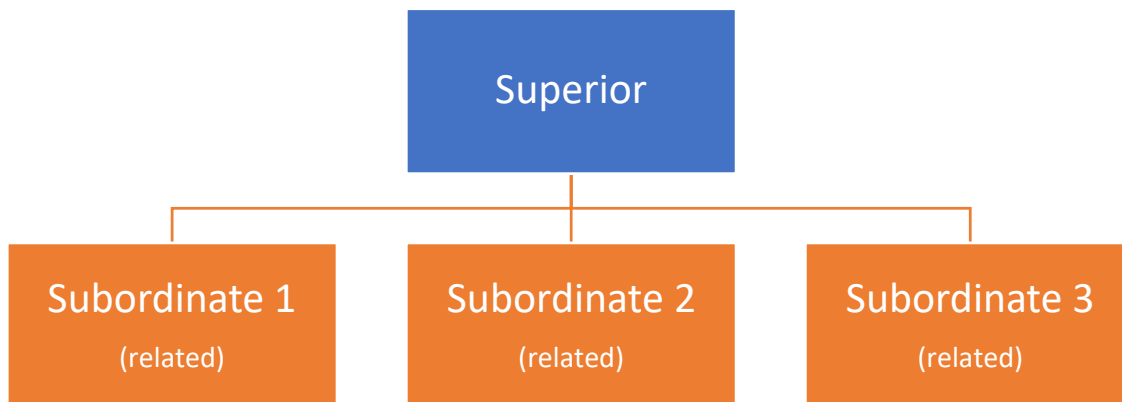 Superior
Subordinate 1
(related)
Subordinate 2
(related)
Subordinate 3
(related)